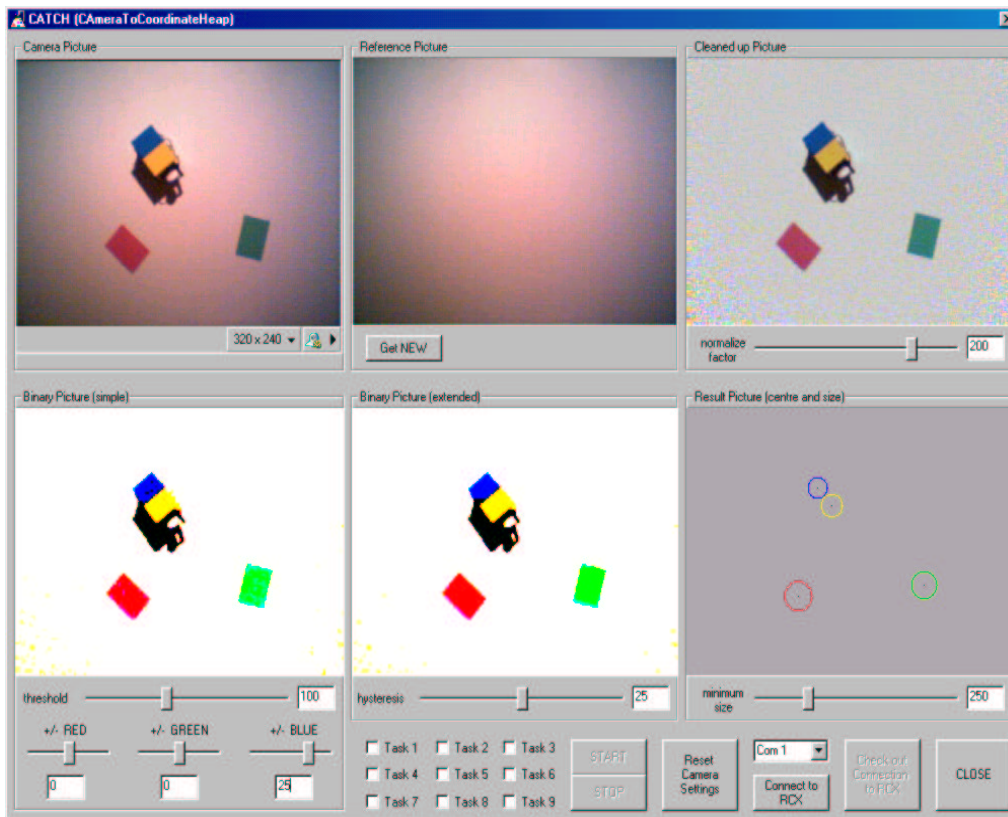 CATCH (CAmeraToCoordinateHeap)
Camera Picture
Reference Picture
Cleaned up Picture
320 x 240
Get NEW
normalize
factor
200
Binary Picture (simple)
Binary Picture (extended)
Result Picture (centre and size)
threshold
100
hysteresis
25
minimum
size
250
+/- RED
+/- GREEN
+/- BLUE
0
0
25
Task 1
Task 2
Task 3
Task 4
Task 5
Task 6
Task 7
Task 8
Task 9
START
STOP
Reset
Camera
Settings
Com 1
Connect to
RCX
Check out
Connection
to RCX
CLOSE